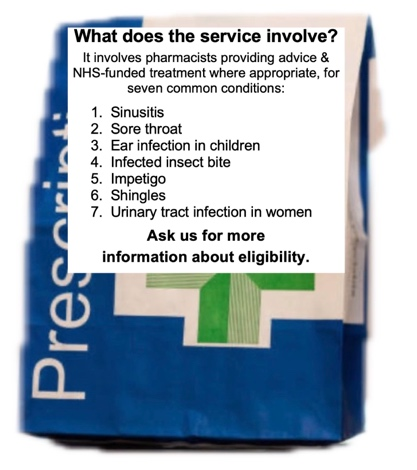 What does the service involve?
It involves pharmacists providing advice &
NHS-funded treatment where appropriate, for
seven common conditions:
1. Sinusitis
2. Sore throat
3. Ear infection in children
4. Infected insect bite
5. Impetigo
6. Shingles
7. Urinary tract infection in women
Ask us for more
information about eligibility.